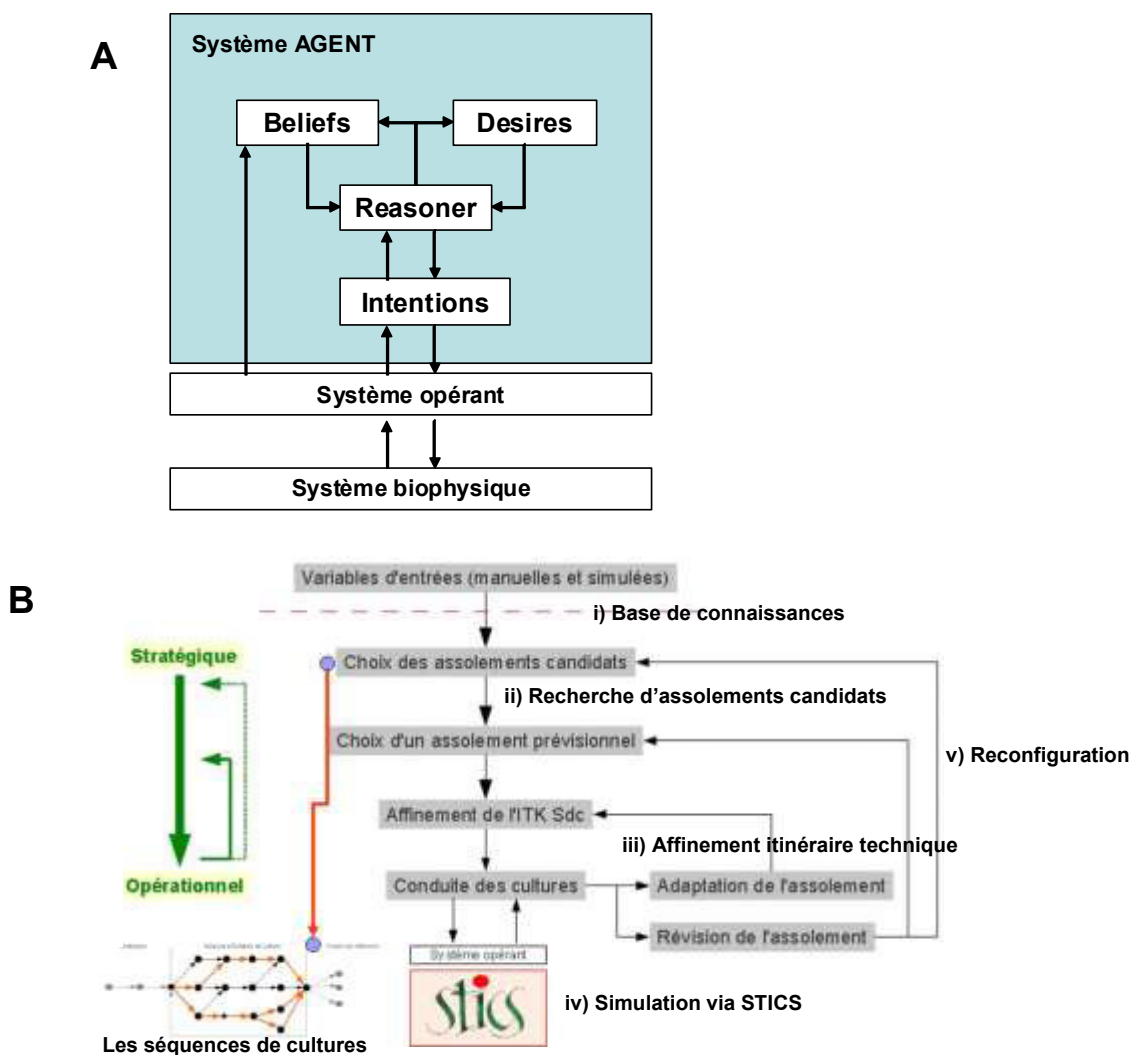 A
Système AGENT
Beliefs
Desires
Reasoner
Intentions
Système opérant
Système biophysique
B
Variables d'entrées (manuelles et simulées)
i) Base de connaissances
Stratégique
Choix des assolements candidats
ii) Recherche d'assolements candidats
Choix d'un assolement prévisionnel
v) Reconfiguration
Affinement de l'ITK Sdc
iii) Affinement itinéraire technique
Opérationnel
Conduite des cultures
Adaptation de l'assolement
Révision de l'assolement
Système opérant
stics
iv) Simulation via STICS
Les séquences de cultures